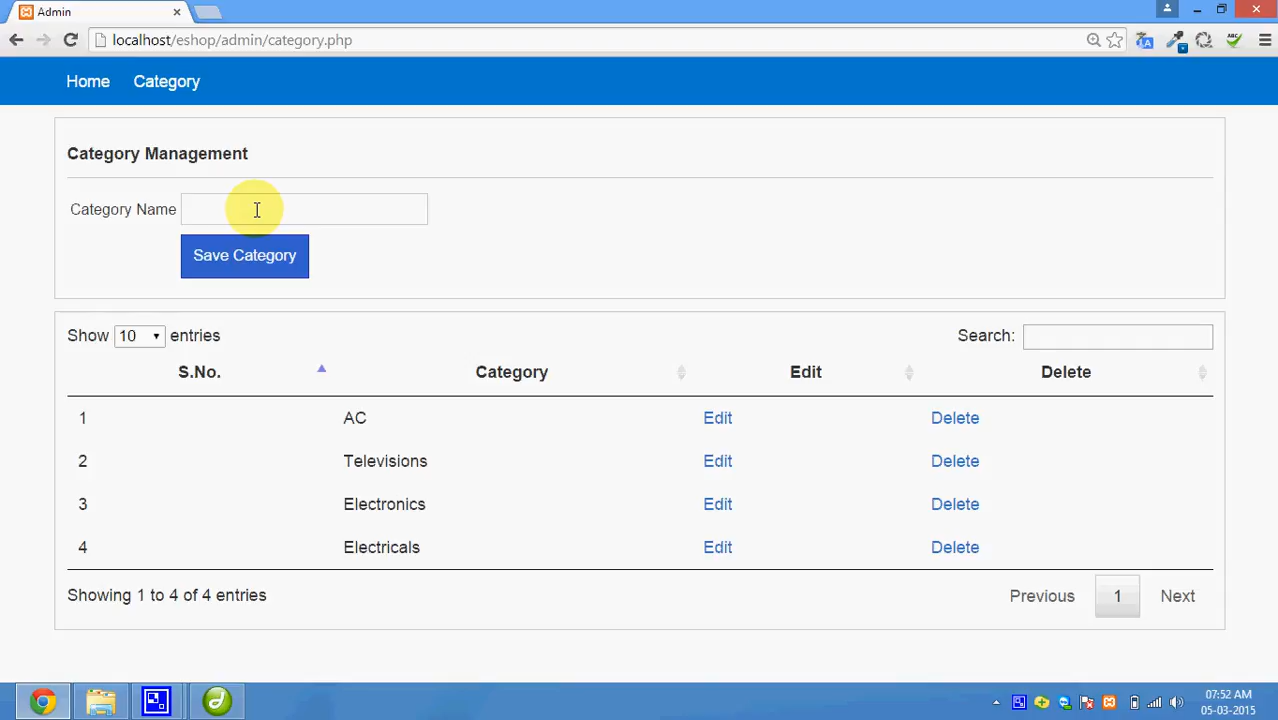 Admin
localhost/eshop/admin/category.php
Home Category
Category Management
Category Name
Save Category
Show 10 entries Search:
S.No. Category Edit Delete
1 AC Edit Delete
2 Televisions Edit Delete
3 Electronics Edit Delete
4 Electricals Edit Delete
Showing 1 to 4 of 4 entries Previous 1 Next
07:52 AM
05-03-2015